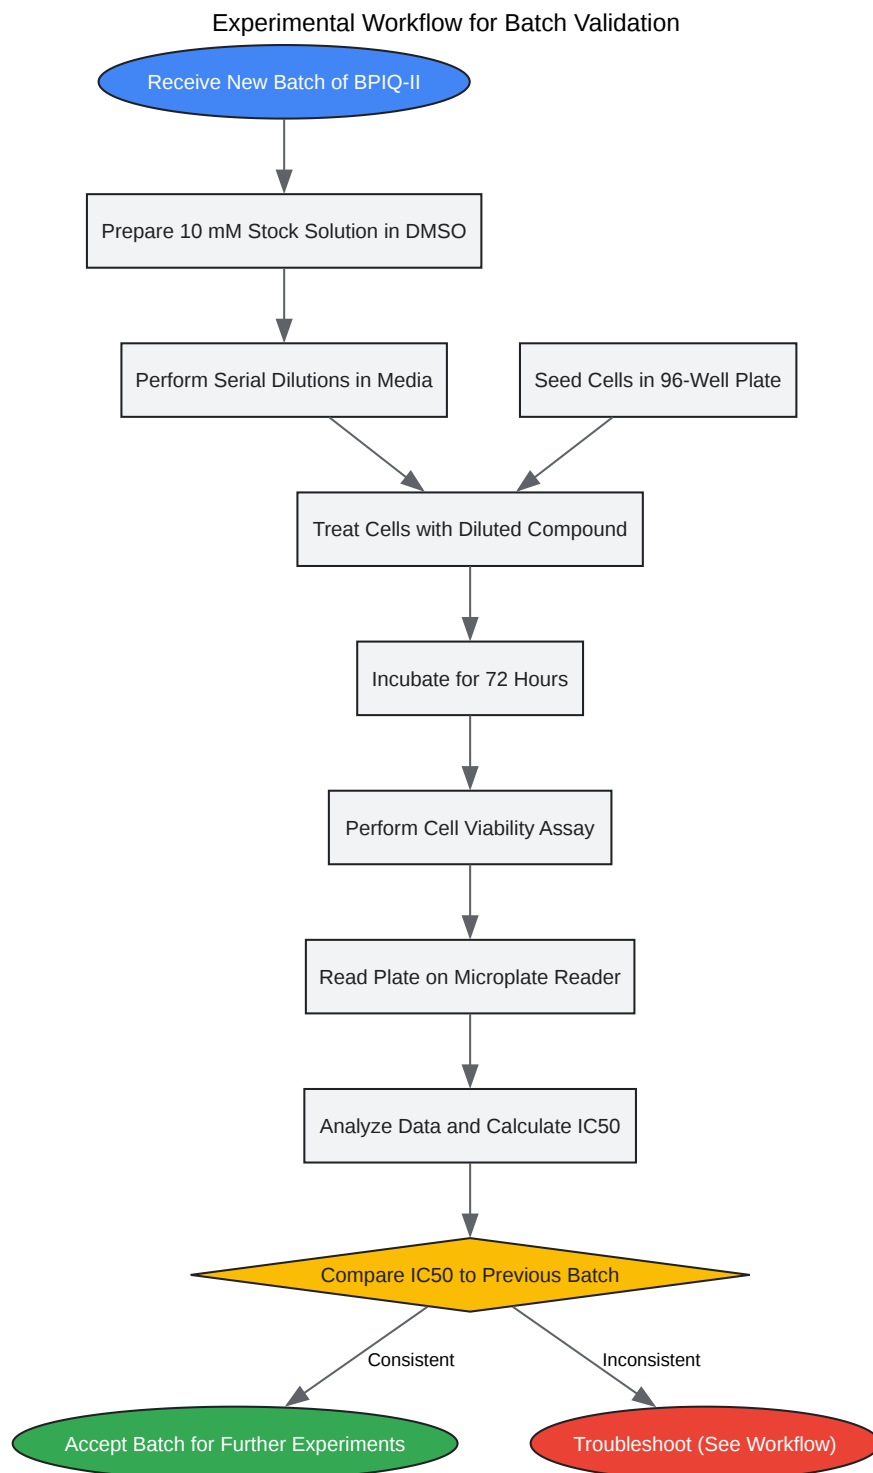 Experimental Workflow for Batch Validation
Receive New Batch of BPIQ-II
Prepare 10 mM Stock Solution in DMSO
Perform Serial Dilutions in Media
Seed Cells in 96-Well Plate
Treat Cells with Diluted Compound
Incubate for 72 Hours
Perform Cell Viability Assay
Read Plate on Microplate Reader
Analyze Data and Calculate IC50
Compare IC50 to Previous Batch
Consistent
Inconsistent
Accept Batch for Further Experiments
Troubleshoot (See Workflow)